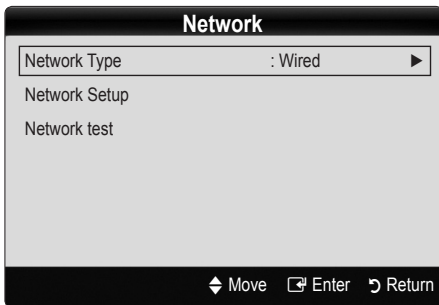 Network
Network Type : Wired ▶
Network Setup
Network test
Move Enter Return